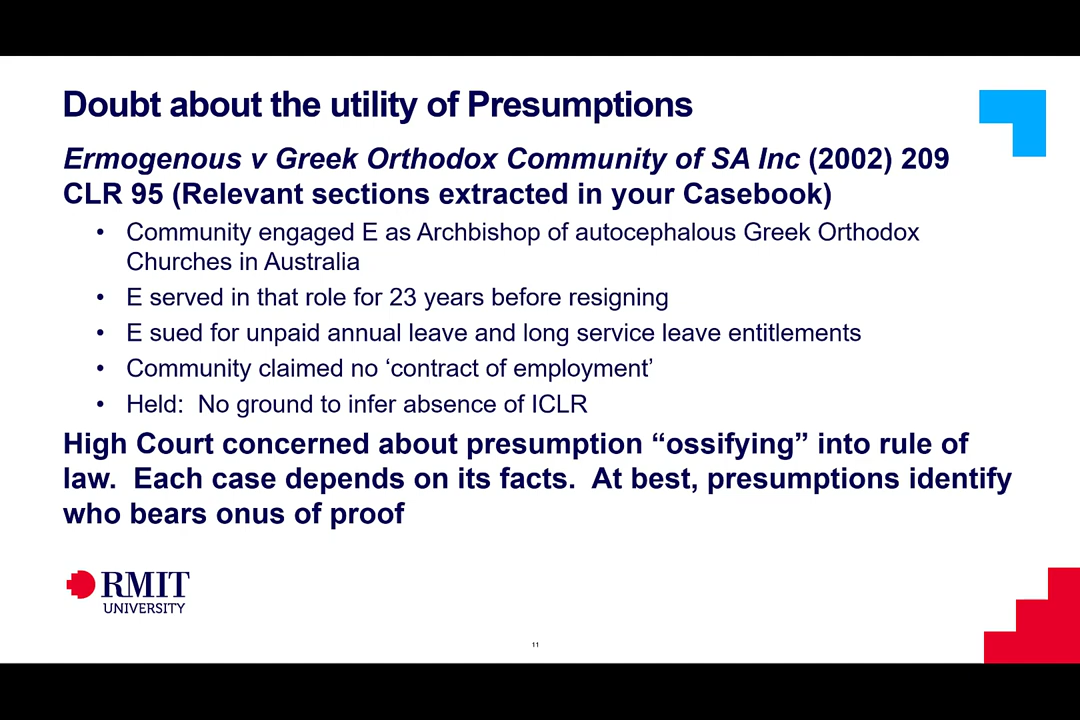 Doubt about the utility of Presumptions
Ermogenous v Greek Orthodox Community of SA Inc (2002) 209
CLR 95 (Relevant sections extracted in your Casebook)
• Community engaged E as Archbishop of autocephalous Greek Orthodox
Churches in Australia
• E served in that role for 23 years before resigning
• E sued for unpaid annual leave and long service leave entitlements
• Community claimed no ‘contract of employment’
• Held: No ground to infer absence of ICLR
High Court concerned about presumption “ossifying” into rule of
law. Each case depends on its facts. At best, presumptions identify
who bears onus of proof
RMIT
UNIVERSITY
11